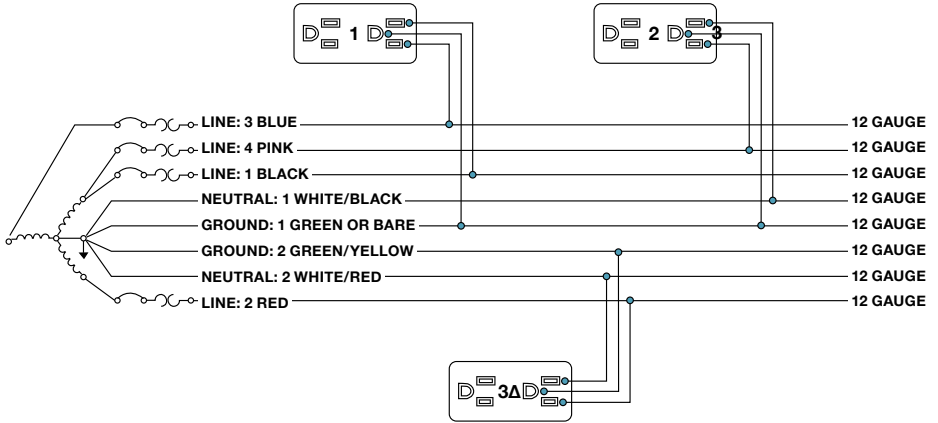 1
2
3
LINE: 3 BLUE
12 GAUGE
LINE: 4 PINK
12 GAUGE
LINE: 1 BLACK
12 GAUGE
NEUTRAL: 1 WHITE/BLACK
12 GAUGE
GROUND: 1 GREEN OR BARE
12 GAUGE
GROUND: 2 GREEN/YELLOW
12 GAUGE
NEUTRAL: 2 WHITE/RED
12 GAUGE
LINE: 2 RED
12 GAUGE
3Δ